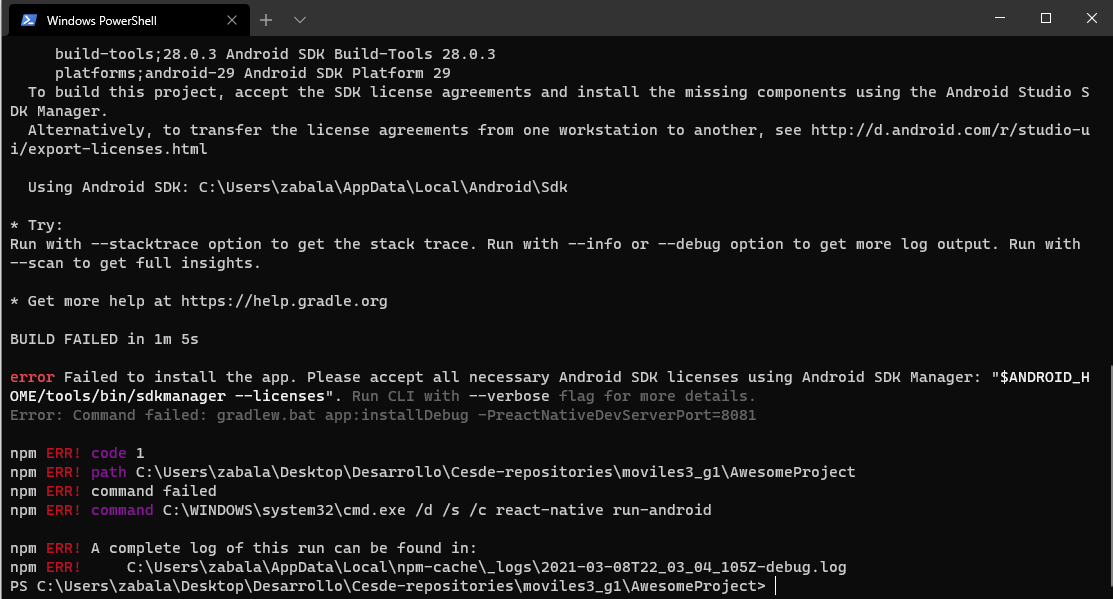 Windows PowerShell
build-tools;28.0.3 Android SDK Build-Tools 28.0.3
platforms;android-29 Android SDK Platform 29
To build this project, accept the SDK license agreements and install the missing components using the Android Studio S
DK Manager.
Alternatively, to transfer the license agreements from one workstation to another, see http://d.android.com/r/studio-u
i/export-licenses.html
Using Android SDK: C:\Users\zabala\AppData\Local\Android\Sdk
* Try:
Run with --stacktrace option to get the stack trace. Run with --info or --debug option to get more log output. Run with
--scan to get full insights.
* Get more help at https://help.gradle.org
BUILD FAILED in 1m 5s
error Failed to install the app. Please accept all necessary Android SDK licenses using Android SDK Manager: "$ANDROID_H
OME/tools/bin/sdkmanager --licenses". Run CLI with --verbose flag for more details.
Error: Command failed: gradlew.bat app:installDebug -PreactNativeDevServerPort=8081
npm ERR! code 1
npm ERR! path C:\Users\zabala\Desktop\Desarrollo\Cesde-repositories\moviles3_g1\AwesomeProject
npm ERR! command failed
npm ERR! command C:\WINDOWS\system32\cmd.exe /d /s /c react-native run-android
npm ERR! A complete log of this run can be found in:
npm ERR!     C:\Users\zabala\AppData\Local\npm-cache\_logs\2021-03-08T22_03_04_105Z-debug.log
PS C:\Users\zabala\Desktop\Desarrollo\Cesde-repositories\moviles3_g1\AwesomeProject>